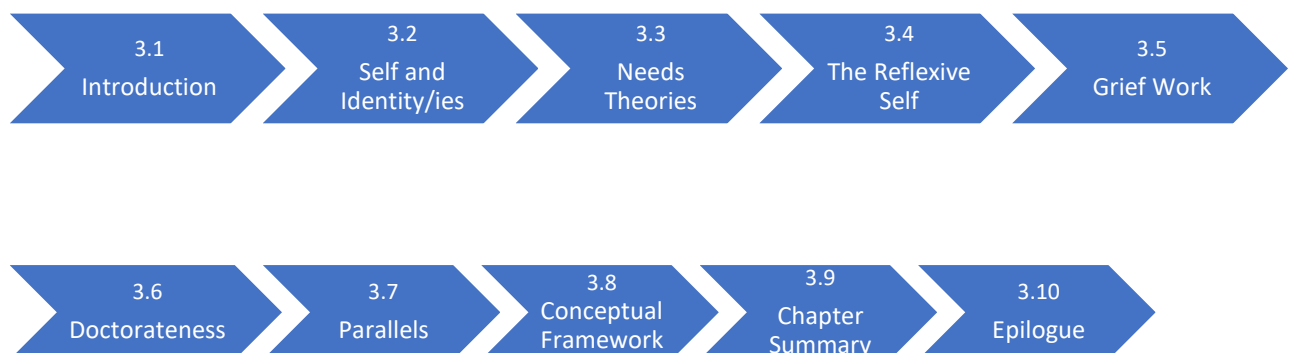 3.1
Introduction
3.2
Self and
Identity/ies
3.3
Needs
Theories
3.4
The Reflexive
Self
3.5
Grief Work
3.6
Doctorateness
3.7
Parallels
3.8
Conceptual
Framework
3.9
Chapter
Summary
3.10
Epilogue